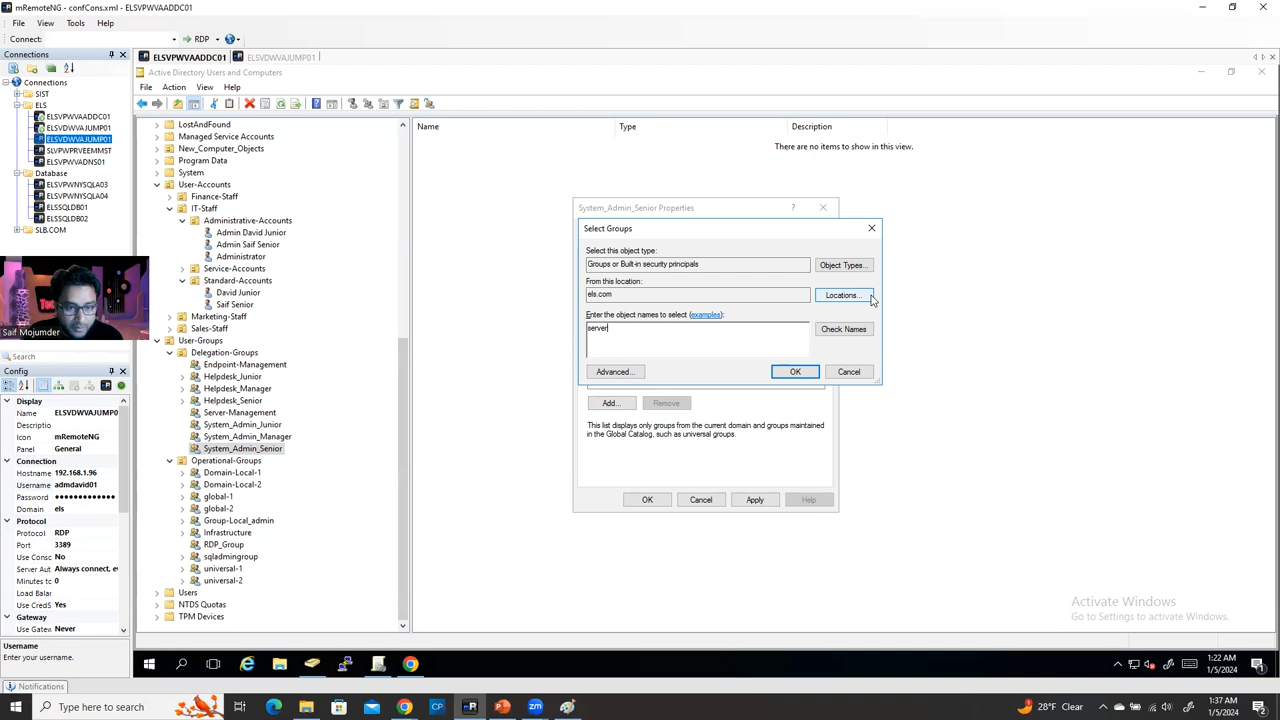 mRemoteNG - confCons.xml - ELSVPWVAADDC01
File View Tools Help
Connect: RDP
Connections
Connections
SIST
ELS
ELSVPWVAADDC01
ELSVDWVAJUMP01
ELSVDWVAJUMP01
SLVPWPRVEEMMST
ELSVPWVADNS01
Database
ELSVPWNYSQLA03
ELSVPWNYSQLA04
ELSSQLDB01
ELSSQLDB02
SLB.COM
Saif Mojumder
Search
Config
Display
Name ELSVDWVAJUMP0
Descriptio
Icon mRemoteNG
Panel General
Connection
Hostname 192.168.1.96
Username admdavid01
Password ••••••••••••
Domain els
Protocol
Protocol RDP
Port 3389
Use Consc No
Server Aut Always connect, ev
Minutes tc 0
Load Balar
Use CredS Yes
Gateway
Use Gatew Never
Username
Enter your username.
Notifications
ELSVPWVAADDC01 ELSVDWVAJUMP01
Active Directory Users and Computers
File Action View Help
LostAndFound
Managed Service Accounts
New_Computer_Objects
Program Data
System
User-Accounts
Finance-Staff
IT-Staff
Administrative-Accounts
Admin David Junior
Admin Saif Senior
Administrator
Service-Accounts
Standard-Accounts
David Junior
Saif Senior
Marketing-Staff
Sales-Staff
User-Groups
Delegation-Groups
Endpoint-Management
Helpdesk_Junior
Helpdesk_Manager
Helpdesk_Senior
Server-Management
System_Admin_Junior
System_Admin_Manager
System_Admin_Senior
Operational-Groups
Domain-Local-1
Domain-Local-2
global-1
global-2
Group-Local_admin
Infrastructure
RDP_Group
sqladmingroup
universal-1
universal-2
Users
NTDS Quotas
TPM Devices
Name Type Description
There are no items to show in this view.
System_Admin_Senior Properties ?
Select Groups
Select this object type:
Groups or Built-in security principals Object Types...
From this location:
els.com Locations...
Enter the object names to select (examples):
server Check Names
Advanced... OK Cancel
Add... Remove
This list displays only groups from the current domain and groups maintained
in the Global Catalog, such as universal groups.
OK Cancel Apply Help
Activate Windows
Go to Settings to activate Windows.
1:22 AM
1/5/2024
Type here to search
28°F Clear
1:37 AM
1/5/2024